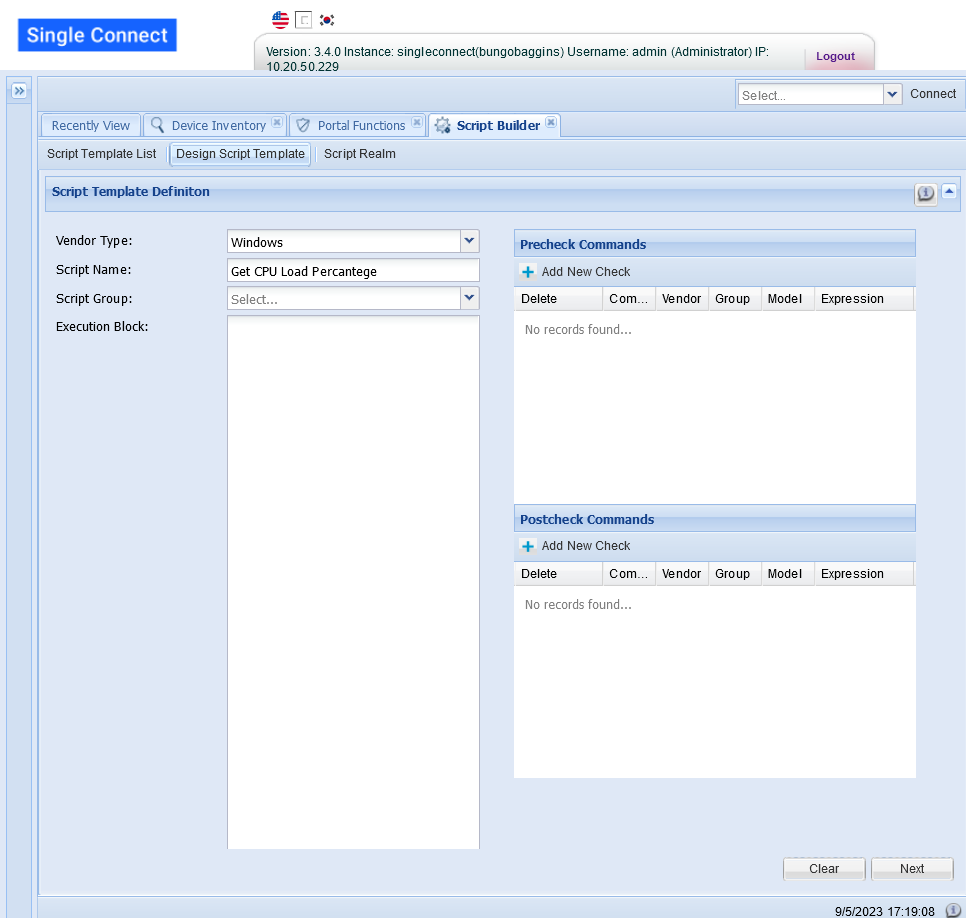 Single Connect
Version: 3.4.0 Instance: singleconnect(bungobaggins) Username: admin (Administrator) IP:
10.20.50.229
Logout
Select...
Connect
Recently View
Device Inventory
Portal Functions
Script Builder
Script Template List
Design Script Template
Script Realm
Script Template Definiton
Vendor Type:
Windows
Script Name:
Get CPU Load Percantege
Script Group:
Select...
Execution Block:
Precheck Commands
Add New Check
Delete Com... Vendor Group Model Expression
No records found...
Postcheck Commands
Add New Check
Delete Com... Vendor Group Model Expression
No records found...
Clear
Next
9/5/2023 17:19:08